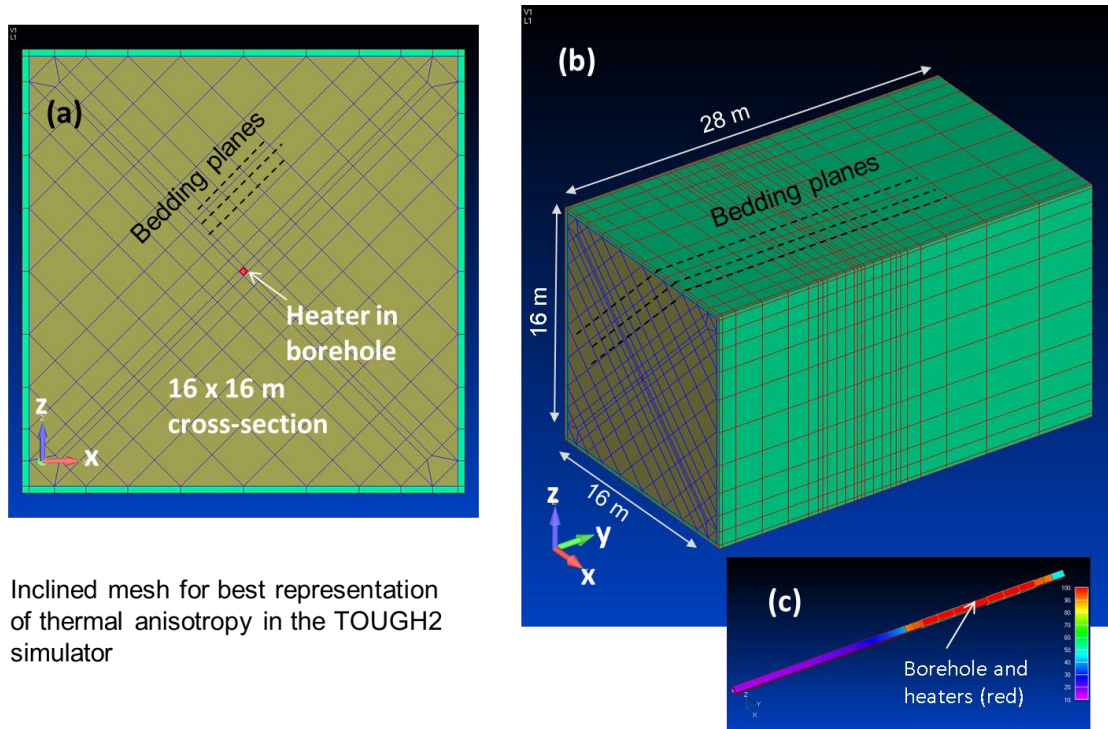 V1
L1
(a)
Bedding planes
Heater in
borehole
16 x 16 m
cross-section
z
x
Inclined mesh for best representation
of thermal anisotropy in the TOUGH2
simulator
V1
L1
(b)
28 m
Bedding planes
16 m
16 m
z
y
x
(c)
Borehole and
heaters (red)
100
90
80
70
60
50
40
30
20
10
Z
Y
X